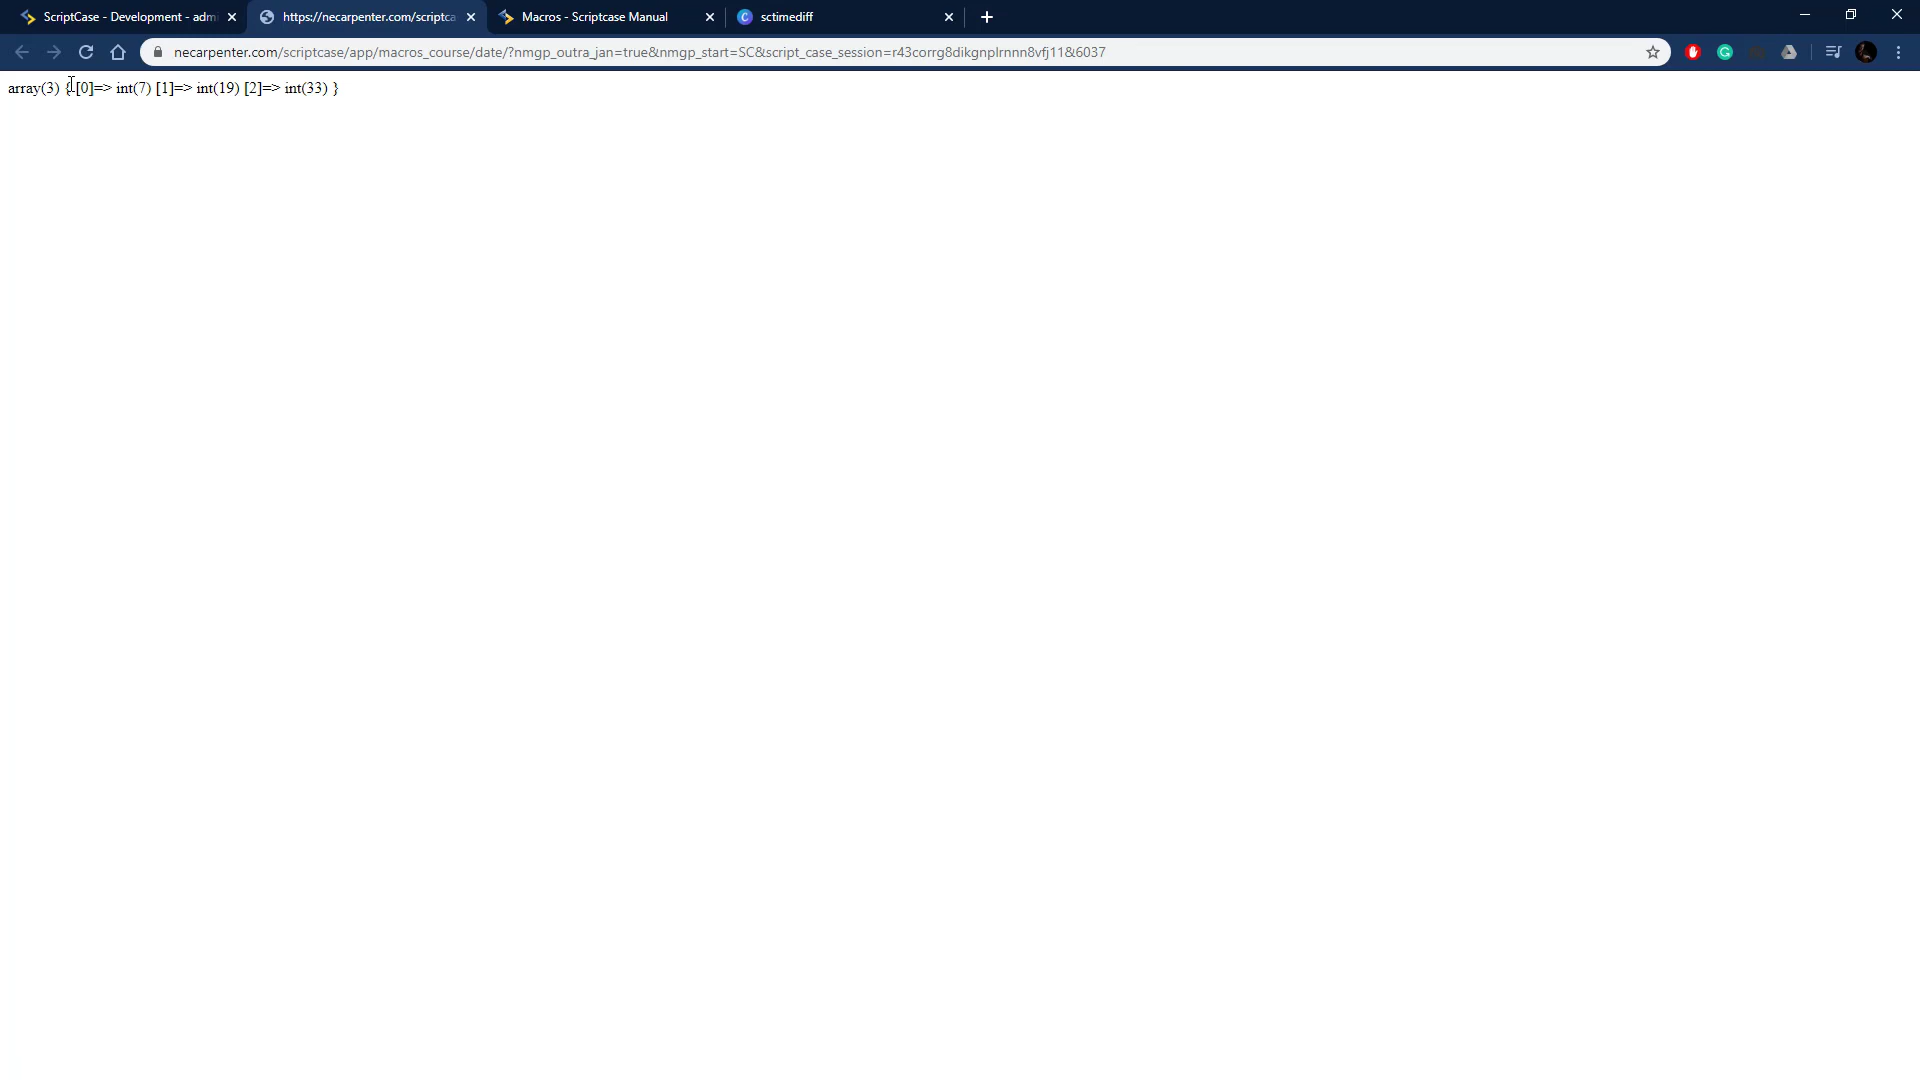 ScriptCase - Development - admi
https://necarpenter.com/scriptca
Macros - Scriptcase Manual
sctimediff
necarpenter.com/scriptcase/app/macros_course/date/?nmgp_outra_jan=true&nmgp_start=SC&script_case_session=r43corrg8dikgnplrnnn8vfj11&6037
array(3) { [0]=> int(7) [1]=> int(19) [2]=> int(33) }